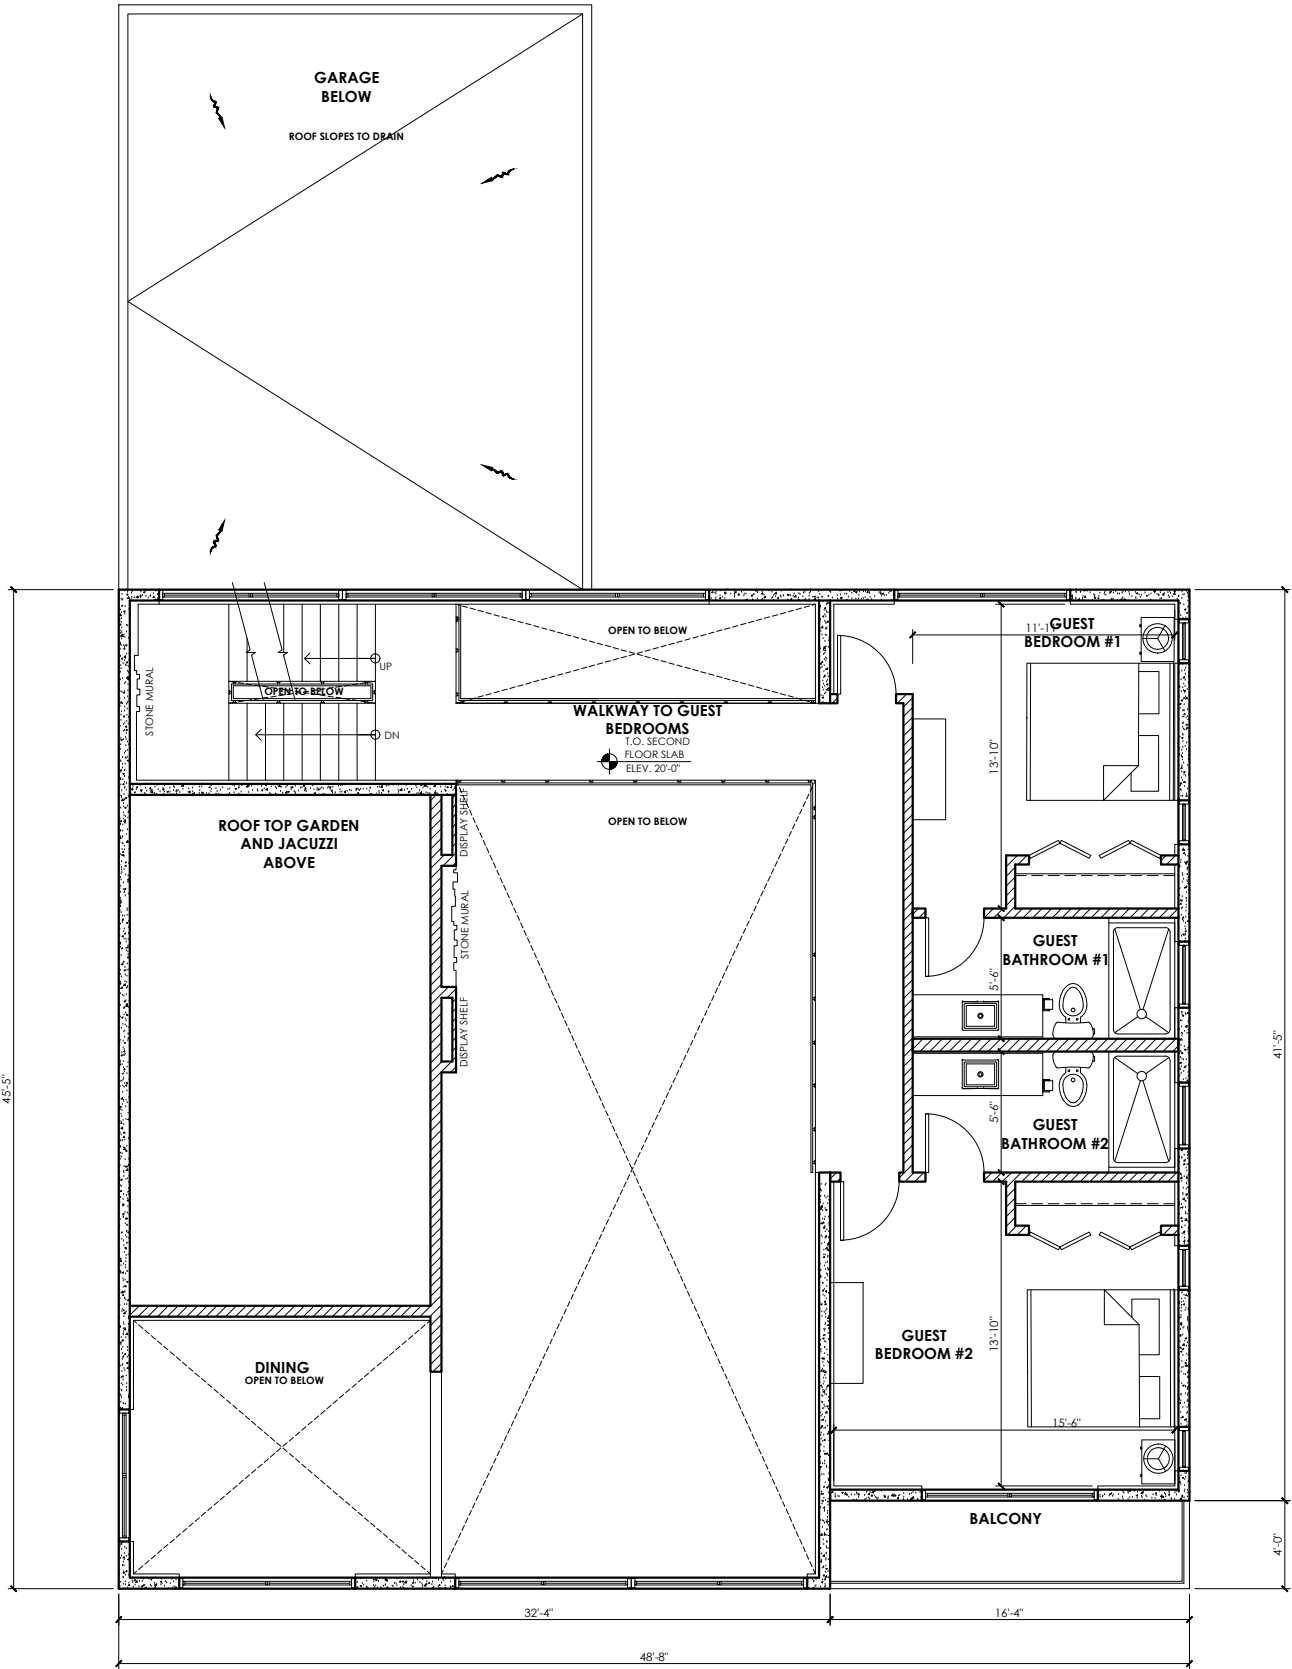 GARAGE
BELOW
ROOF SLOPES TO DRAIN
OPEN TO BELOW
GUEST
BEDROOM #1
11'-11"
UP
STONE MURAL
OPEN TO BELOW
WALKWAY TO GUEST
BEDROOMS
T.O. SECOND
FLOOR SLAB
ELEV. 20'-0"
DN
13'-10"
DISPLAY SHELF
ROOF TOP GARDEN
AND JACUZZI
ABOVE
OPEN TO BELOW
STONE MURAL
GUEST
BATHROOM #1
5'-6"
DISPLAY SHELF
45'-5"
41'-5"
5'-6"
GUEST
BATHROOM #2
GUEST
BEDROOM #2
13'-10"
DINING
OPEN TO BELOW
15'-6"
BALCONY
4'-0"
32'-4"
16'-4"
48'-8"